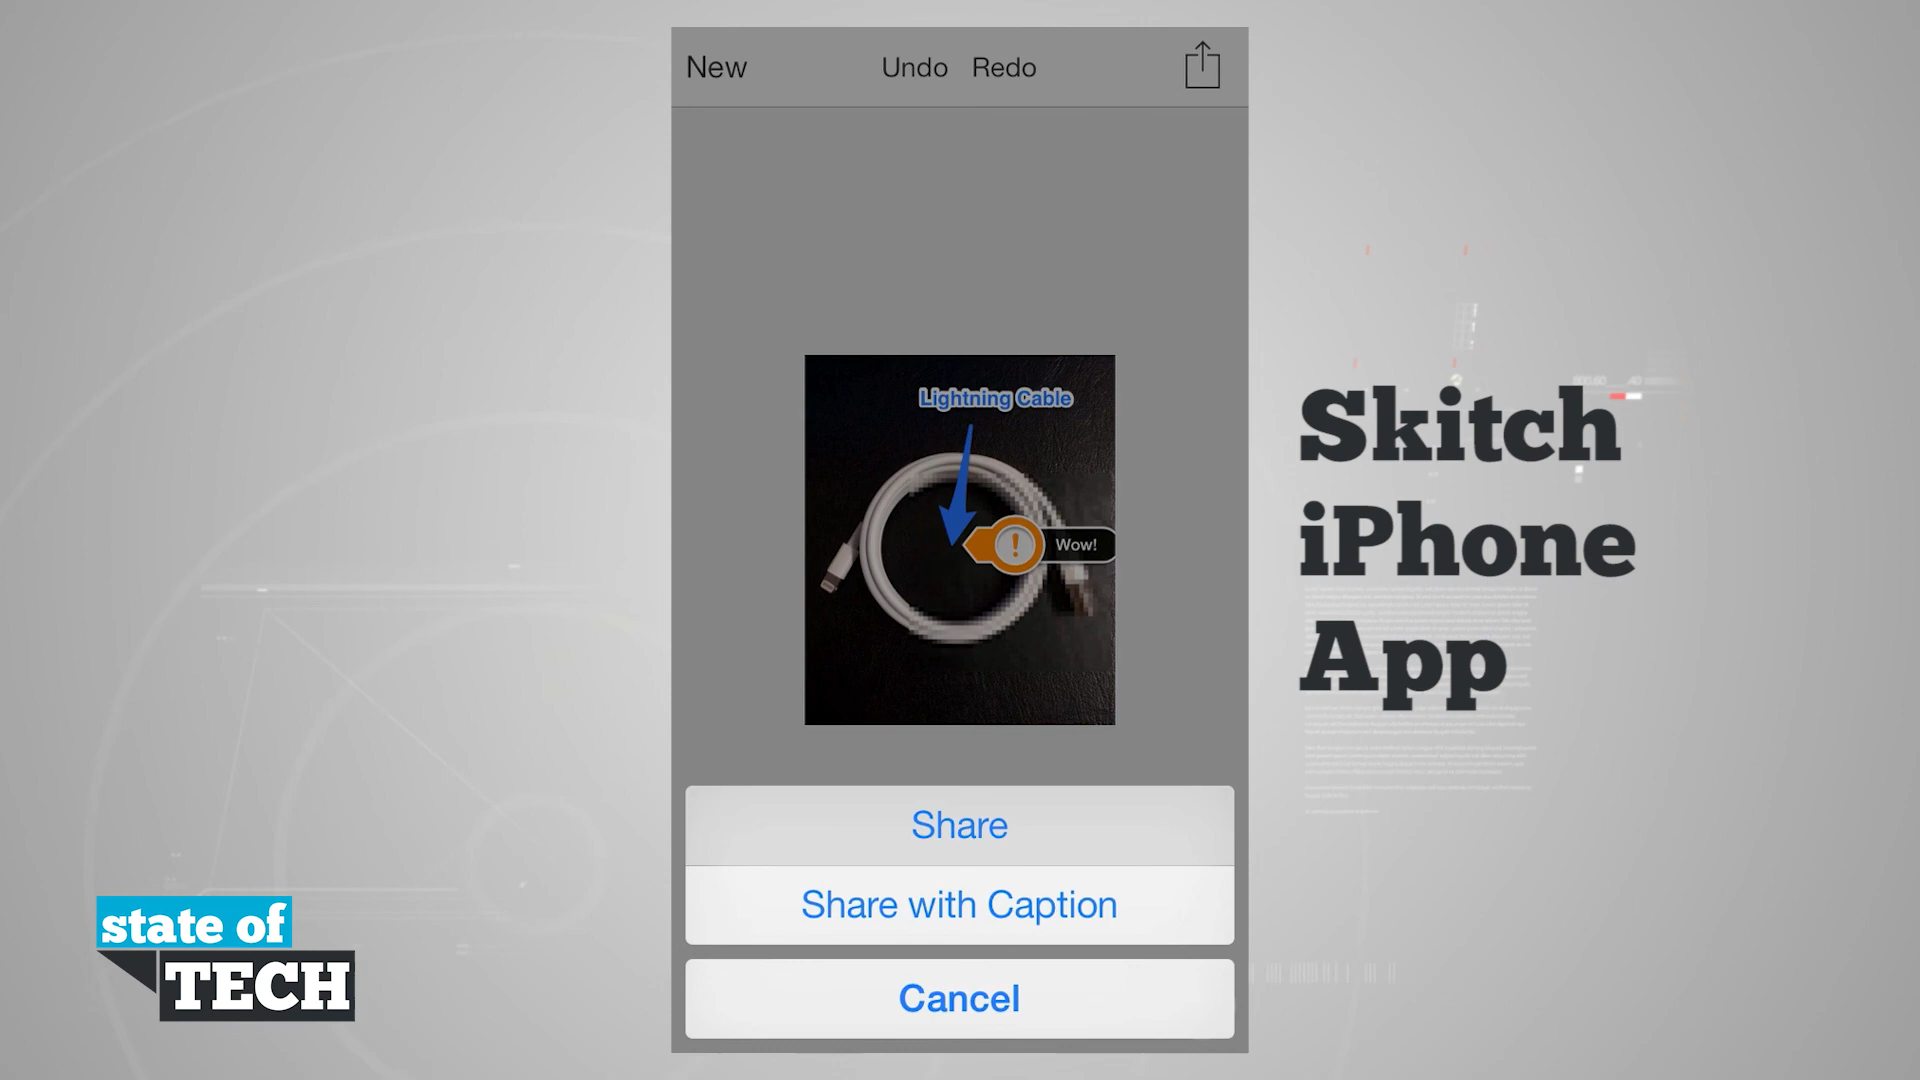 New
Undo
Redo
Lightning Cable
!
Wow!
Skitch
iPhone
App
Share
Share with Caption
Cancel
state of
TECH